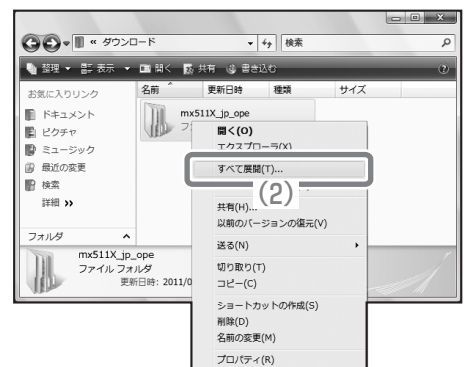 « ダウンロード
検索
整理 表示 開く 共有 書き込む
お気に入りリンク
ドキュメント
ピクチャ
ミュージック
最近の変更
検索
詳細 »
フォルダ
名前 更新日時 種類 サイズ
mx511X_jp_ope
開く(O)
エクスプローラ(X)
すべて展開(T)...
(2)
共有(H)...
以前のバージョンの復元(V)
送る(N)
切り取り(T)
コピー(C)
ショートカットの作成(S)
削除(D)
名前の変更(M)
プロパティ(R)
mx511X_jp_ope
ファイル フォルダ
更新日時: 2011/0